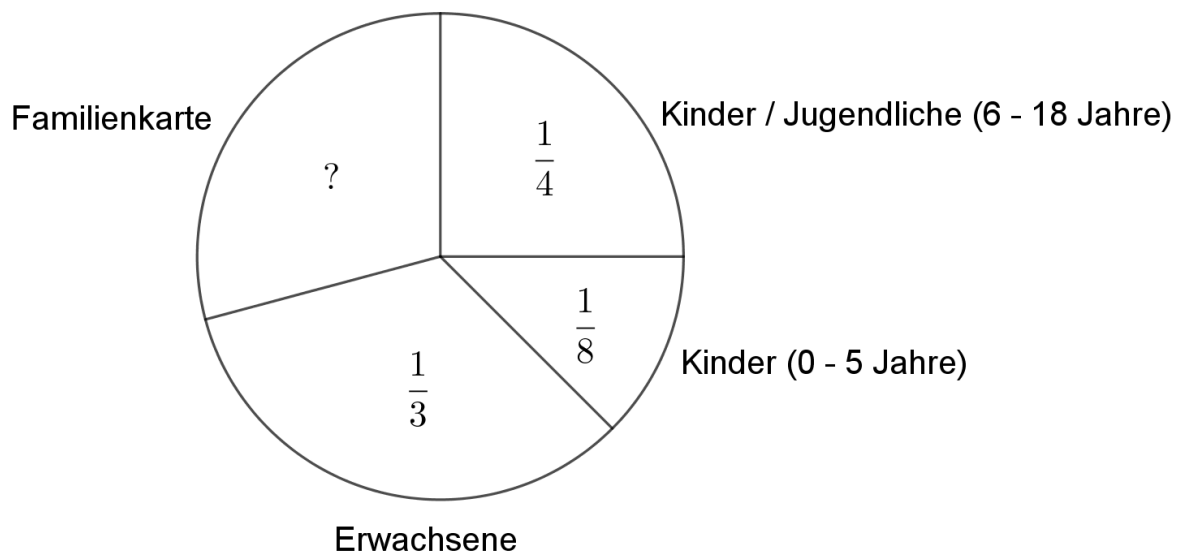 Familienkarte
?
1/4
Kinder / Jugendliche (6 - 18 Jahre)
1/8
Kinder (0 - 5 Jahre)
1/3
Erwachsene